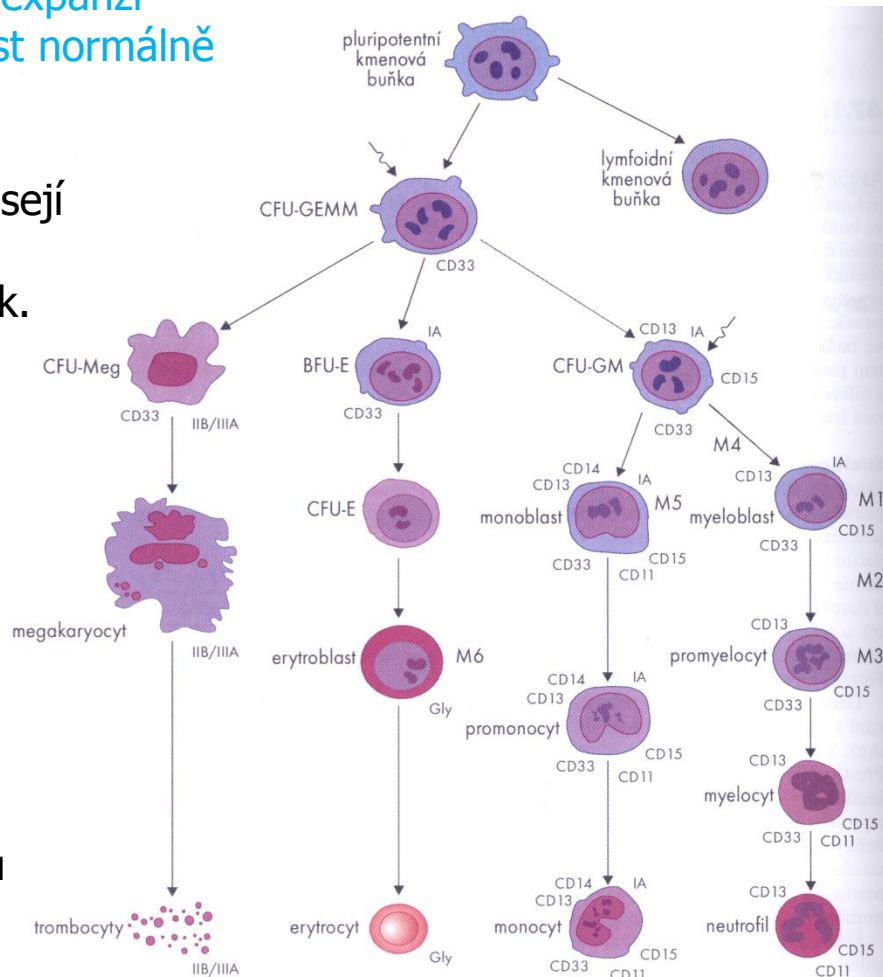 expanzi
st normálně
sejí
k.
pluripotentní
kmenová
buňka
lymfoidní
kmenová
buňka
CFU-GEMM
CD33
CFU-Meg
CD33
IIB/IIIA
IA
BFU-E
CD33
CD13 IA
CFU-GM
CD15
CD33
M4
CFU-E
CD14
CD13
IA
monoblast
M5
CD33
CD15
CD11
IA
CD13
myeloblast
M1
CD33
CD15
M2
megakaryocyt
IIB/IIIA
erytroblast
M6
Gly
CD14
IA
CD13
promonocyt
CD33
CD15
CD11
CD13
promyelocyt
M3
CD33
CD15
CD13
myelocyt
CD15
CD33 CD11
trombocyty
IIB/IIIA
erytrocyt
Gly
CD14 IA
CD13
monocyt
CD33
CD15
CD11
CD13
neutrofil
CD15
CD11